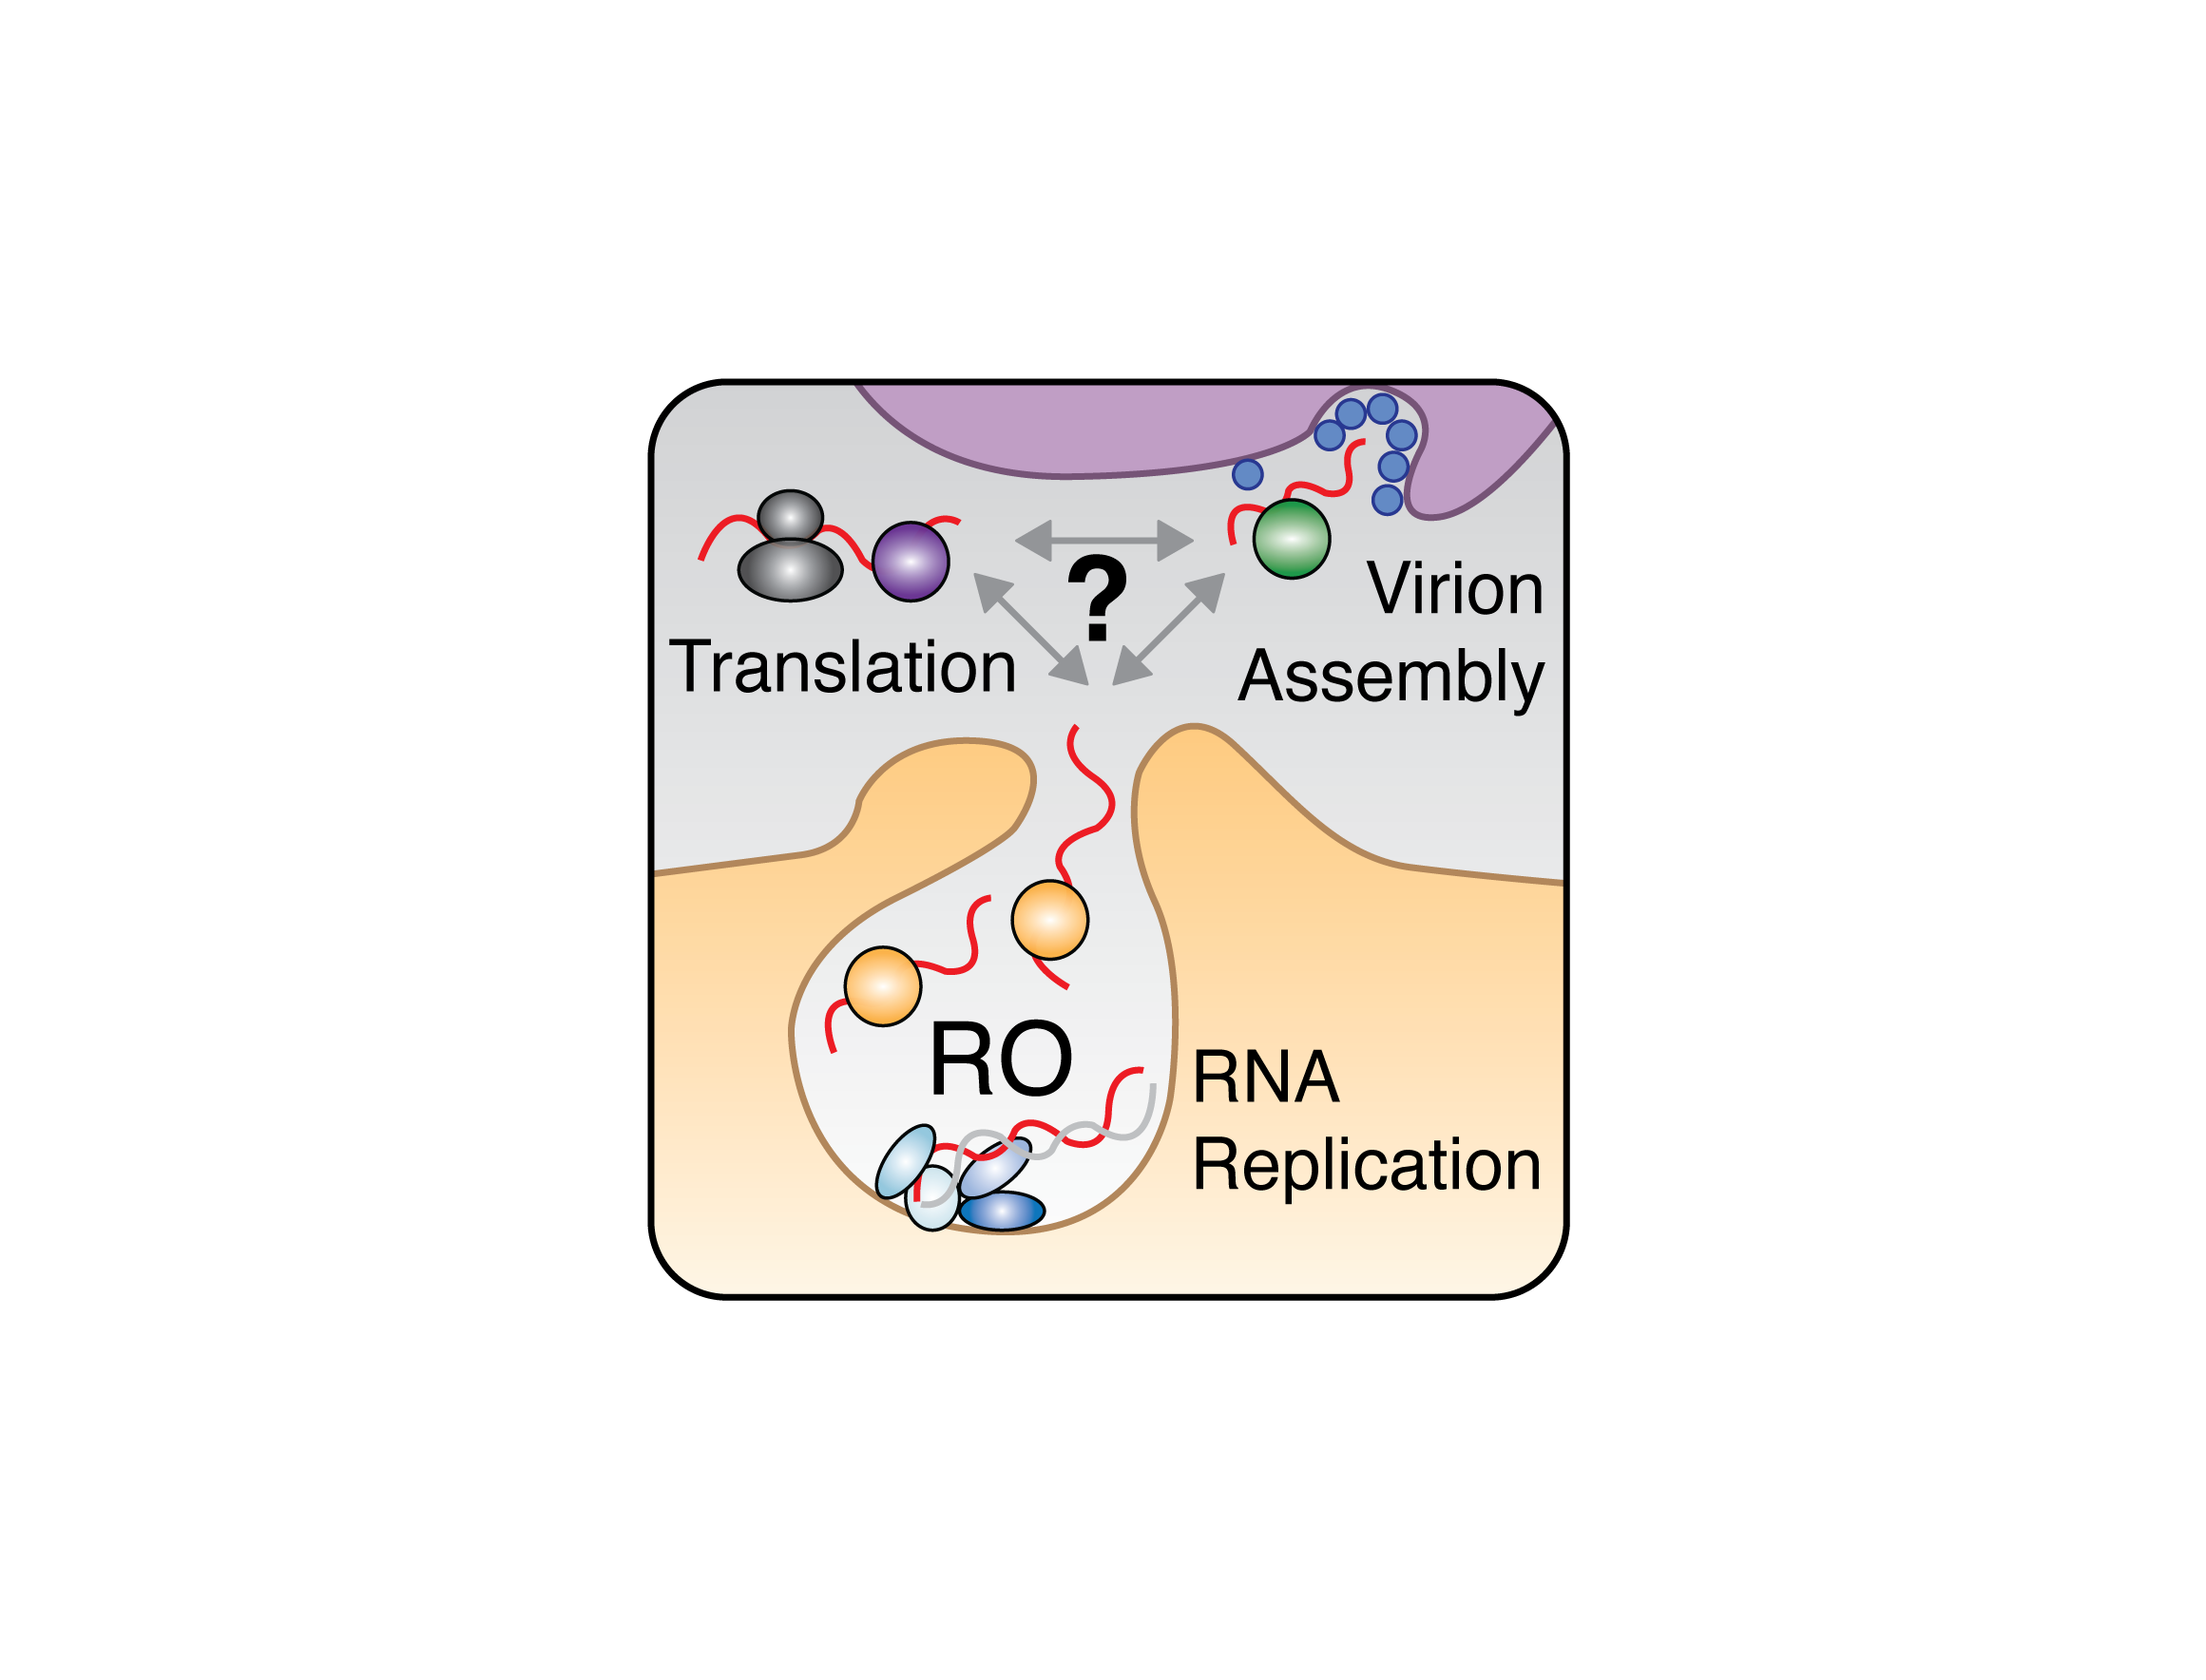 ?
Translation
Virion
Assembly
RO
RNA
Replication